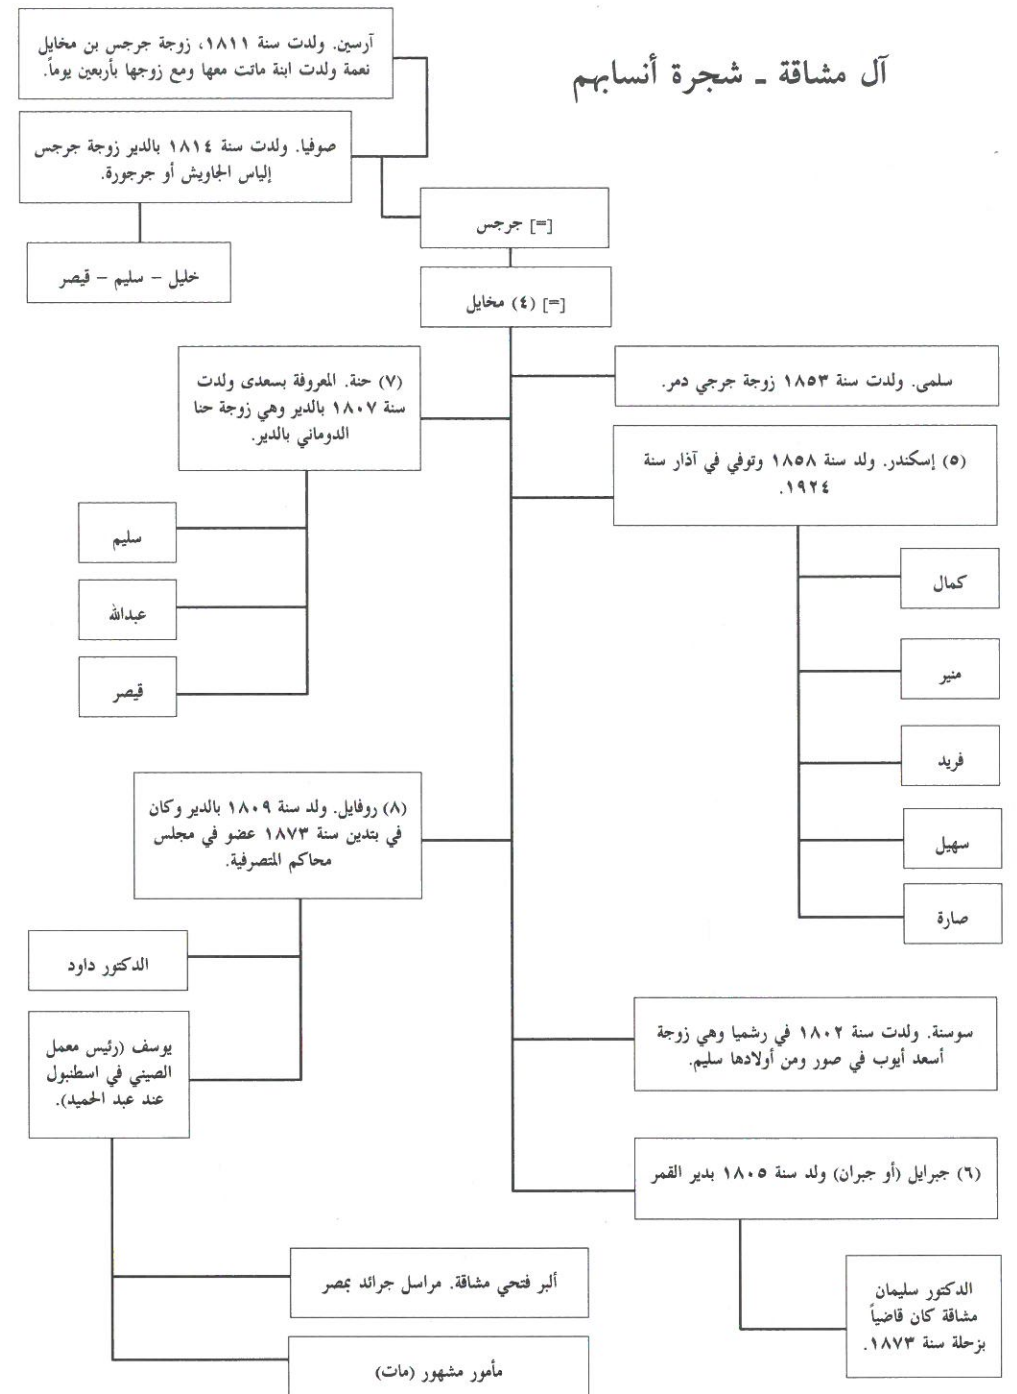 آل مشاقة ـ شجرة أنسابهم
آرسين. ولدت سنة ١٨١١، زوجة جرجس بن مخايل
نعمة ولدت ابنة ماتت معها ومع زوجها بأربعين يوماً.
صوفيا. ولدت سنة ١٨١٤ بالدير زوجة جرجس
إلياس الجاويش أو جرجورة.
خليل – سليم – قيصر
[=] جرجس
[=] (٤) مخايل
سلمى. ولدت سنة ١٨٥٣ زوجة جرجي دمر.
(٥) إسكندر. ولد سنة ١٨٥٨ وتوفي في آذار سنة
١٩٢٤.
كمال
منير
فريد
سهيل
صارة
(٧) حنة. المعروفة بسعدى ولدت
سنة ١٨٠٧ بالدير وهي زوجة حنا
الدوماني بالدير.
سليم
عبدالله
قيصر
(٨) روفايل. ولد سنة ١٨٠٩ بالدير وكان
في بتدين سنة ١٨٧٣ عضو في مجلس
محاكم المتصرفية.
الدكتور داود
يوسف (رئيس معمل
الصيني في اسطنبول
عند عبد الحميد).
سوسنة. ولدت سنة ١٨٠٢ في رشميا وهي زوجة
أسعد أيوب في صور ومن أولادها سليم.
(٦) جبرايل (أو جبران) ولد سنة ١٨٠٥ بدير القمر
الدكتور سليمان
مشاقة كان قاضياً
بزحلة سنة ١٨٧٣.
ألبر فتحي مشاقة. مراسل جرائد بمصر
مأمور مشهور (مات)